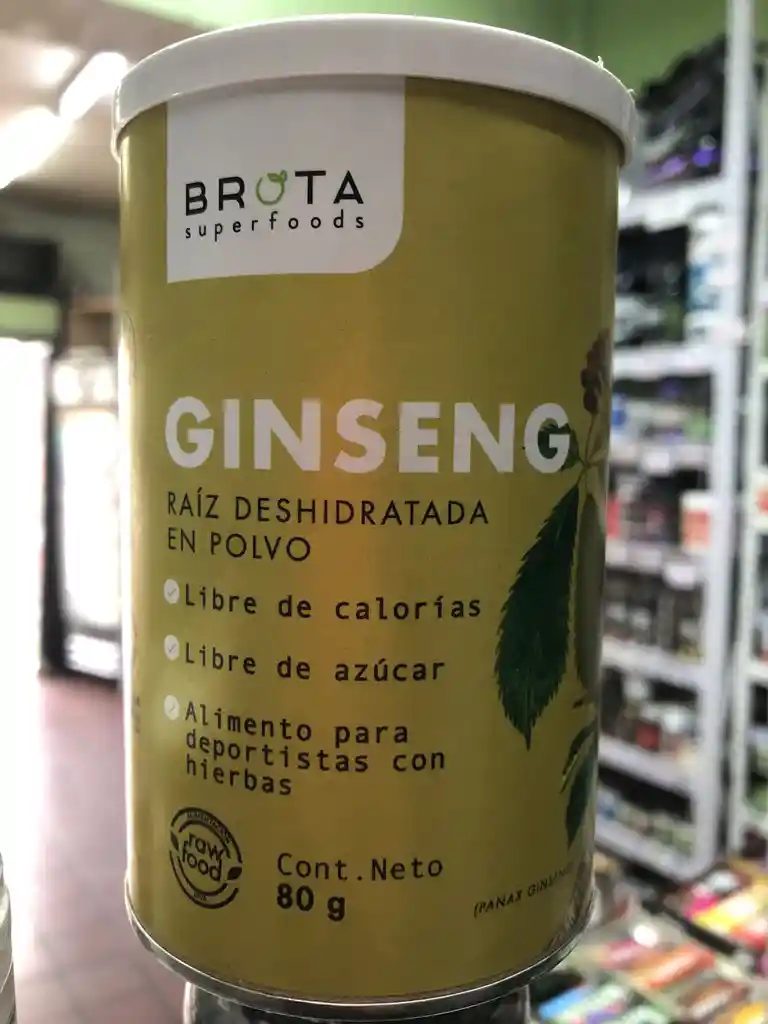 BROTA
superfoods
GINSENG
RAÍZ DESHIDRATADA
EN POLVO
Libre de calorías
Libre de azúcar
Alimento para
deportistas con
hierbas
raw
food
Cont.Neto
80 g
(PANAX GINSENG